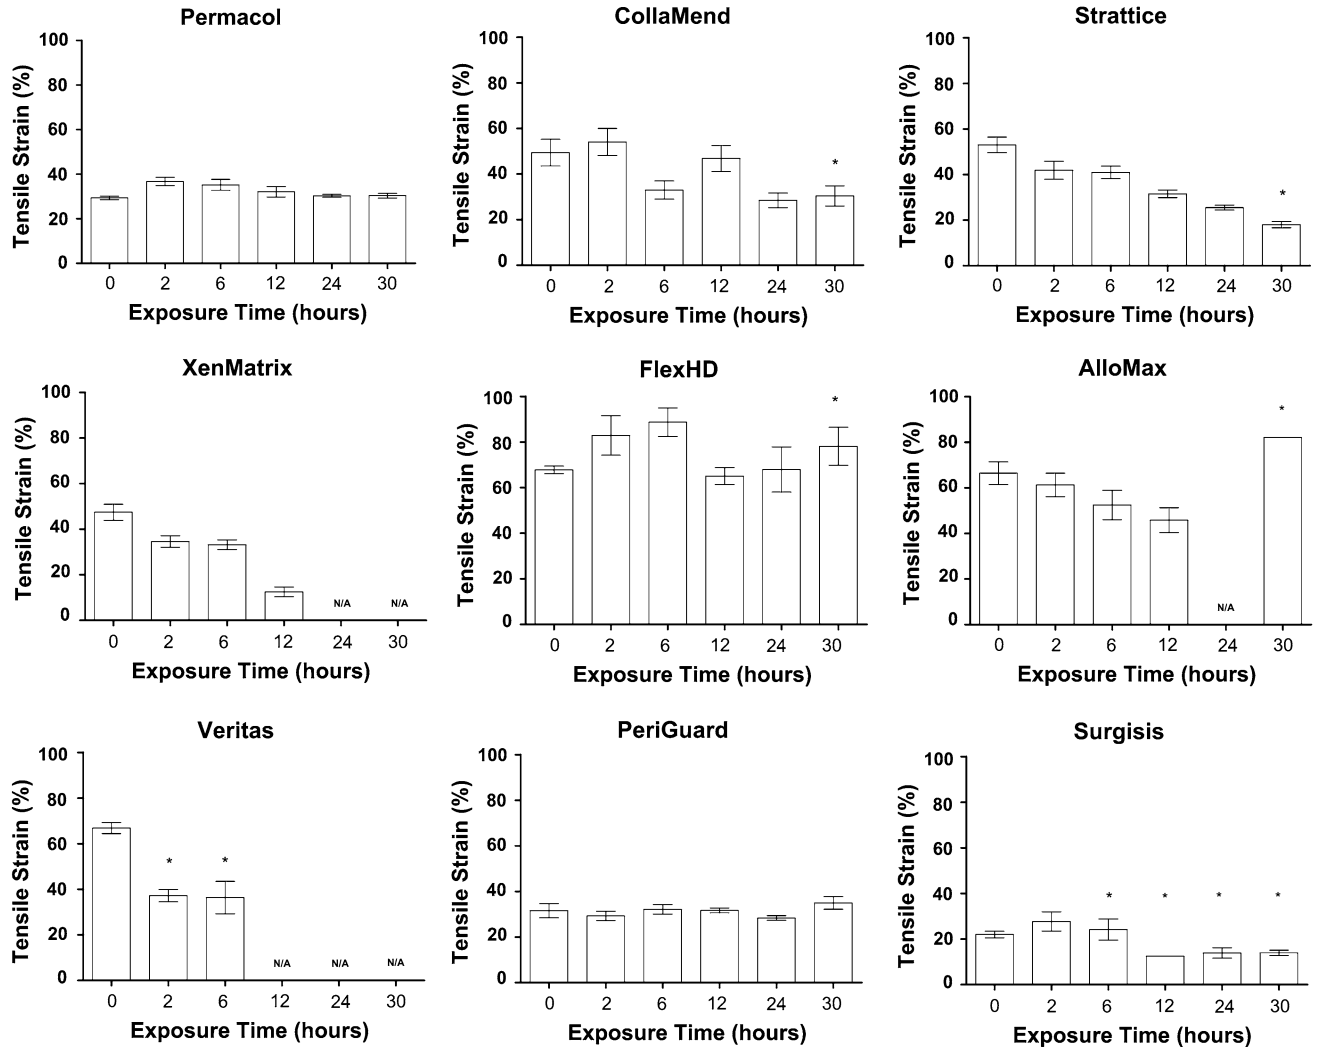 Permacol
100
80
60
40
20
0
Tensile Strain (%)
0 2 6 12 24 30
Exposure Time (hours)
CollaMend
100
80
60
40
20
0
Tensile Strain (%)
*
0 2 6 12 24 30
Exposure Time (hours)
Strattice
100
80
60
40
20
0
Tensile Strain (%)
*
0 2 6 12 24 30
Exposure Time (hours)
XenMatrix
100
80
60
40
20
0
Tensile Strain (%)
N/A N/A
0 2 6 12 24 30
Exposure Time (hours)
FlexHD
100
80
60
40
20
0
Tensile Strain (%)
*
0 2 6 12 24 30
Exposure Time (hours)
AlloMax
100
80
60
40
20
0
Tensile Strain (%)
*
N/A
0 2 6 12 24 30
Exposure Time (hours)
Veritas
100
80
60
40
20
0
Tensile Strain (%)
* *
N/A N/A N/A
0 2 6 12 24 30
Exposure Time (hours)
PeriGuard
100
80
60
40
20
0
Tensile Strain (%)
0 2 6 12 24 30
Exposure Time (hours)
Surgisis
100
80
60
40
20
0
Tensile Strain (%)
* * * *
0 2 6 12 24 30
Exposure Time (hours)